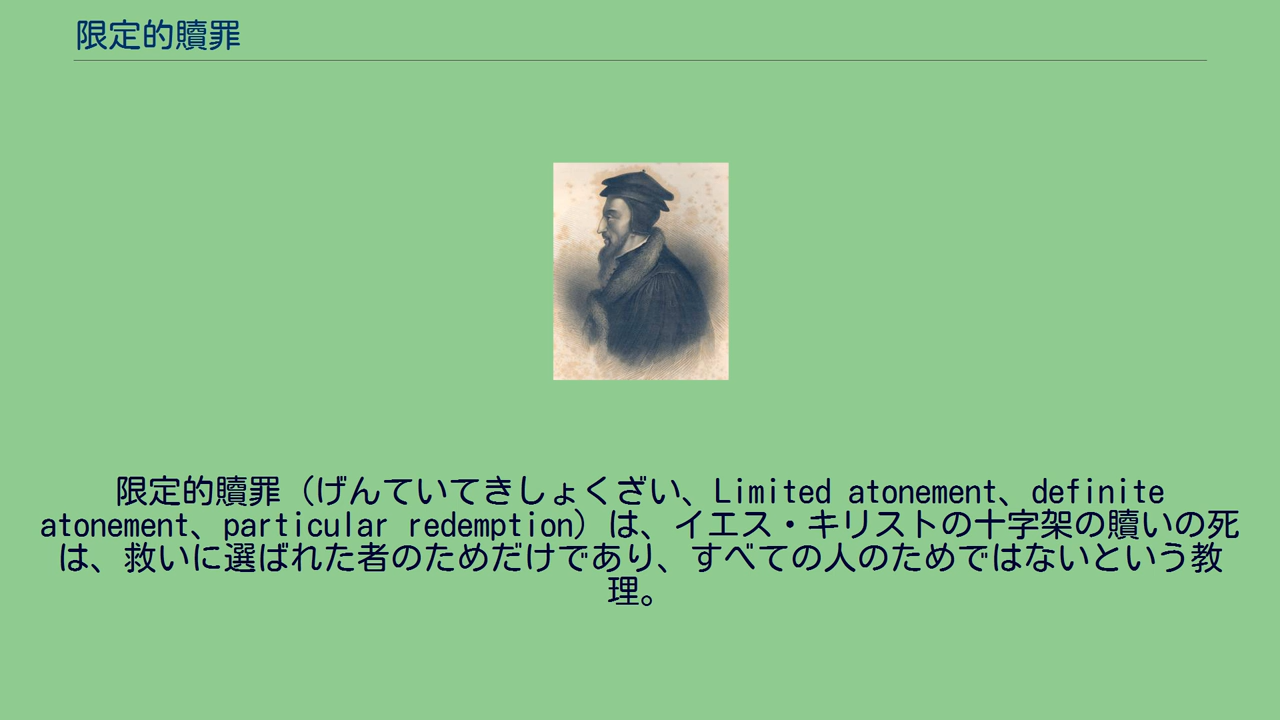 限定的贖罪
限定的贖罪（げんていてきしょくざい、Limited atonement、definite
atonement、particular redemption）は、イエス・キリストの十字架の贖いの死
は、救いに選ばれた者のためだけであり、すべての人のためではないという教
理。